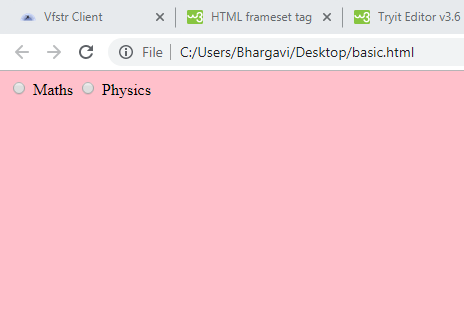 Vfstr Client HTML frameset tag Tryit Editor v3.6
File C:/Users/Bhargavi/Desktop/basic.html
Maths Physics